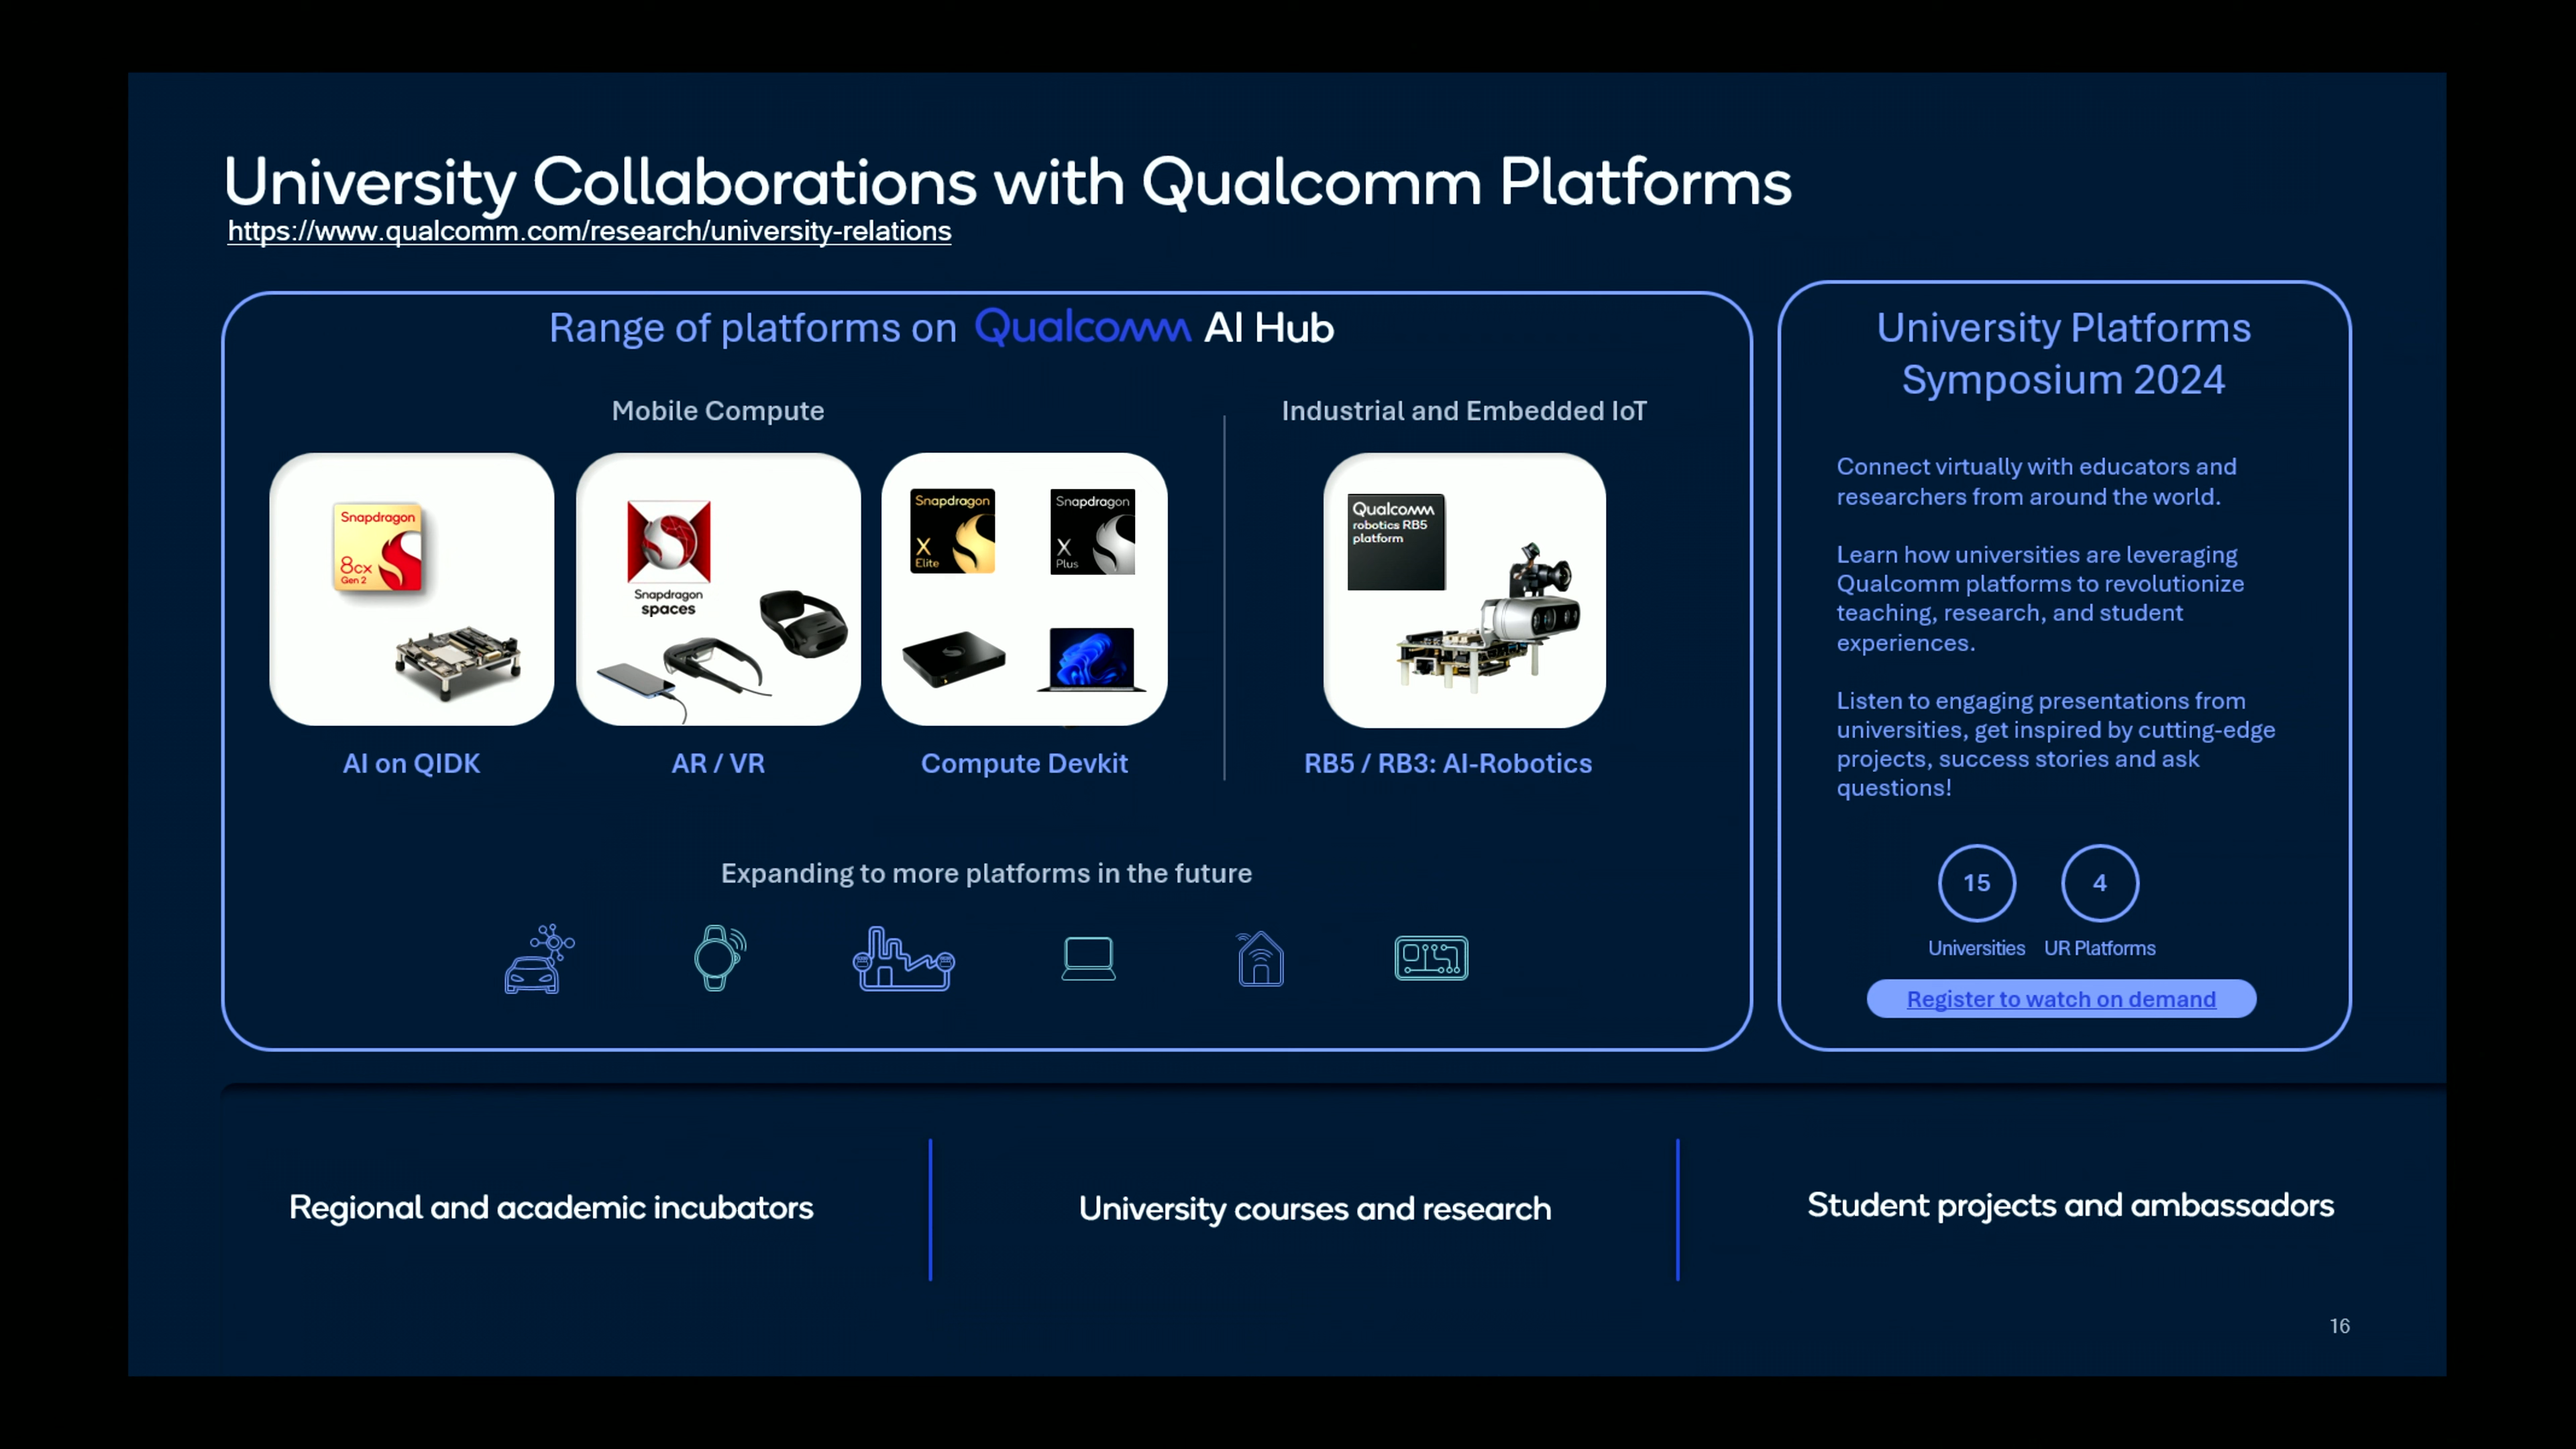 University Collaborations with Qualcomm Platforms
https://www.qualcomm.com/research/university-relations
Range of platforms on Qualcomm AI Hub
Mobile Compute
Industrial and Embedded IoT
Snapdragon
8cx
Gen 2
AI on QIDK
Snapdragon
spaces
AR / VR
Snapdragon
X
Elite
Snapdragon
X
Plus
Compute Devkit
Qualcomm
robotics RB5
platform
RB5 / RB3: AI-Robotics
Expanding to more platforms in the future
University Platforms
Symposium 2024
Connect virtually with educators and
researchers from around the world.
Learn how universities are leveraging
Qualcomm platforms to revolutionize
teaching, research, and student
experiences.
Listen to engaging presentations from
universities, get inspired by cutting-edge
projects, success stories and ask
questions!
15
4
Universities
UR Platforms
Register to watch on demand
Regional and academic incubators
University courses and research
Student projects and ambassadors
16